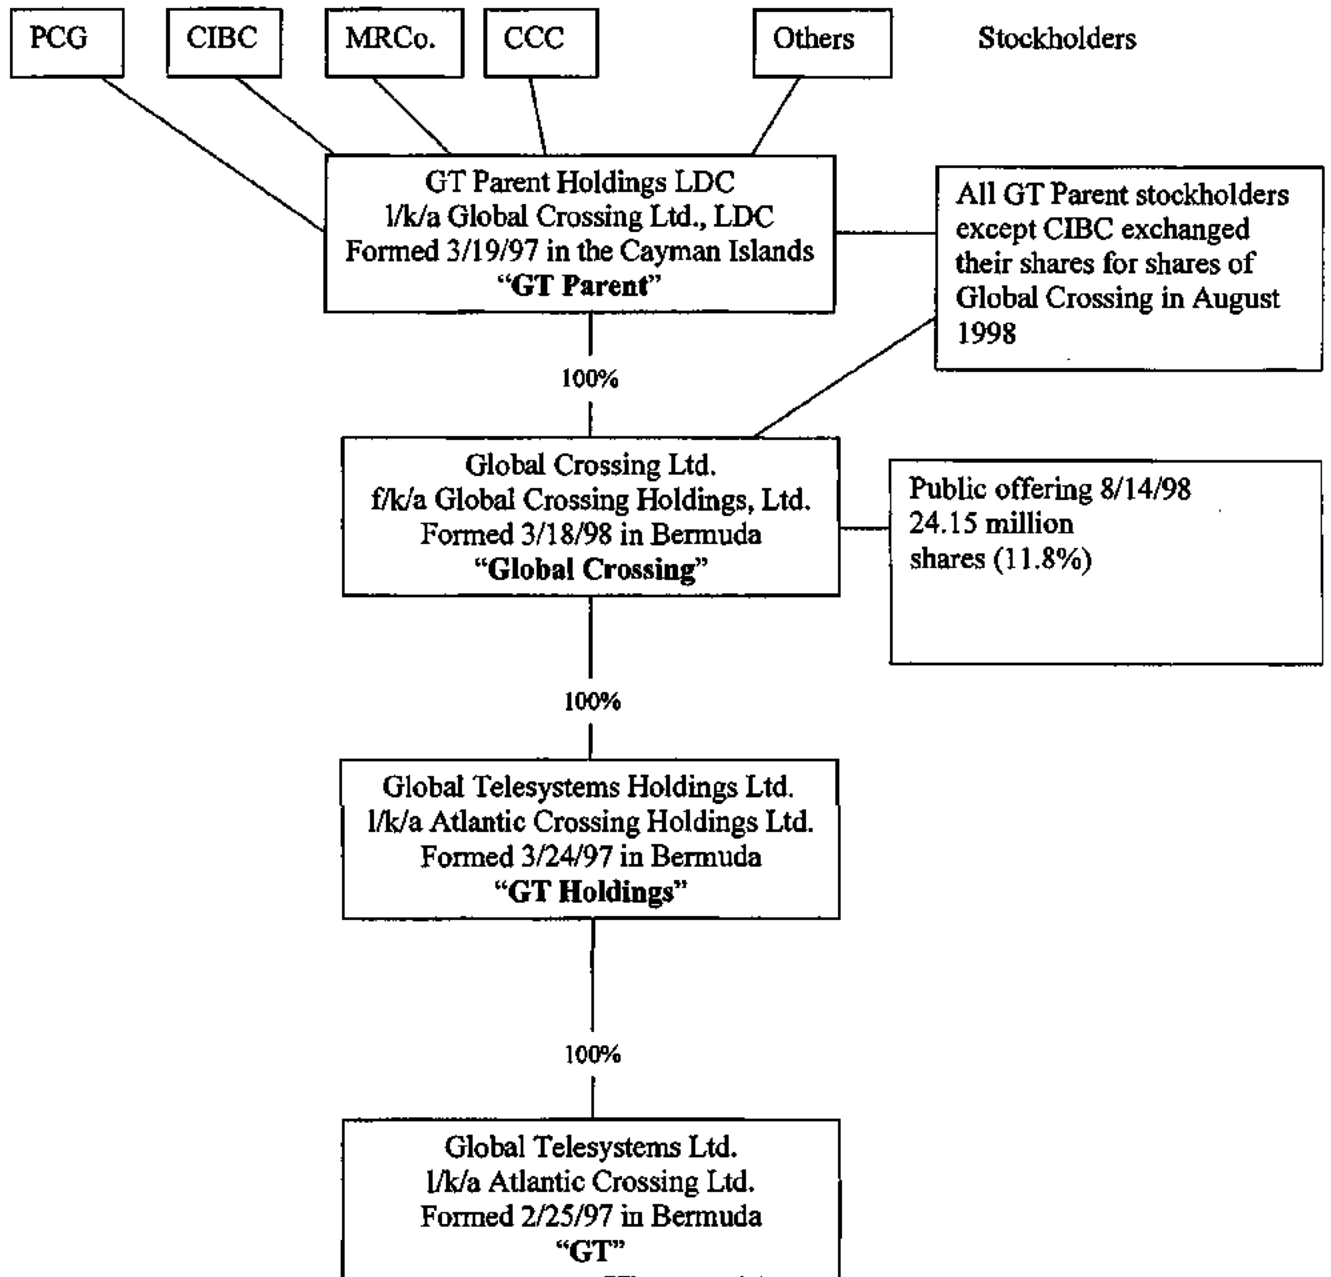 PCG CIBC MRCo. CCC Others Stockholders
GT Parent Holdings LDC
l/k/a Global Crossing Ltd., LDC
Formed 3/19/97 in the Cayman Islands
“GT Parent”
All GT Parent stockholders
except CIBC exchanged
their shares for shares of
Global Crossing in August
1998
100%
Global Crossing Ltd.
f/k/a Global Crossing Holdings, Ltd.
Formed 3/18/98 in Bermuda
“Global Crossing”
Public offering 8/14/98
24.15 million
shares (11.8%)
100%
Global Telesystems Holdings Ltd.
l/k/a Atlantic Crossing Holdings Ltd.
Formed 3/24/97 in Bermuda
“GT Holdings”
100%
Global Telesystems Ltd.
l/k/a Atlantic Crossing Ltd.
Formed 2/25/97 in Bermuda
“GT”